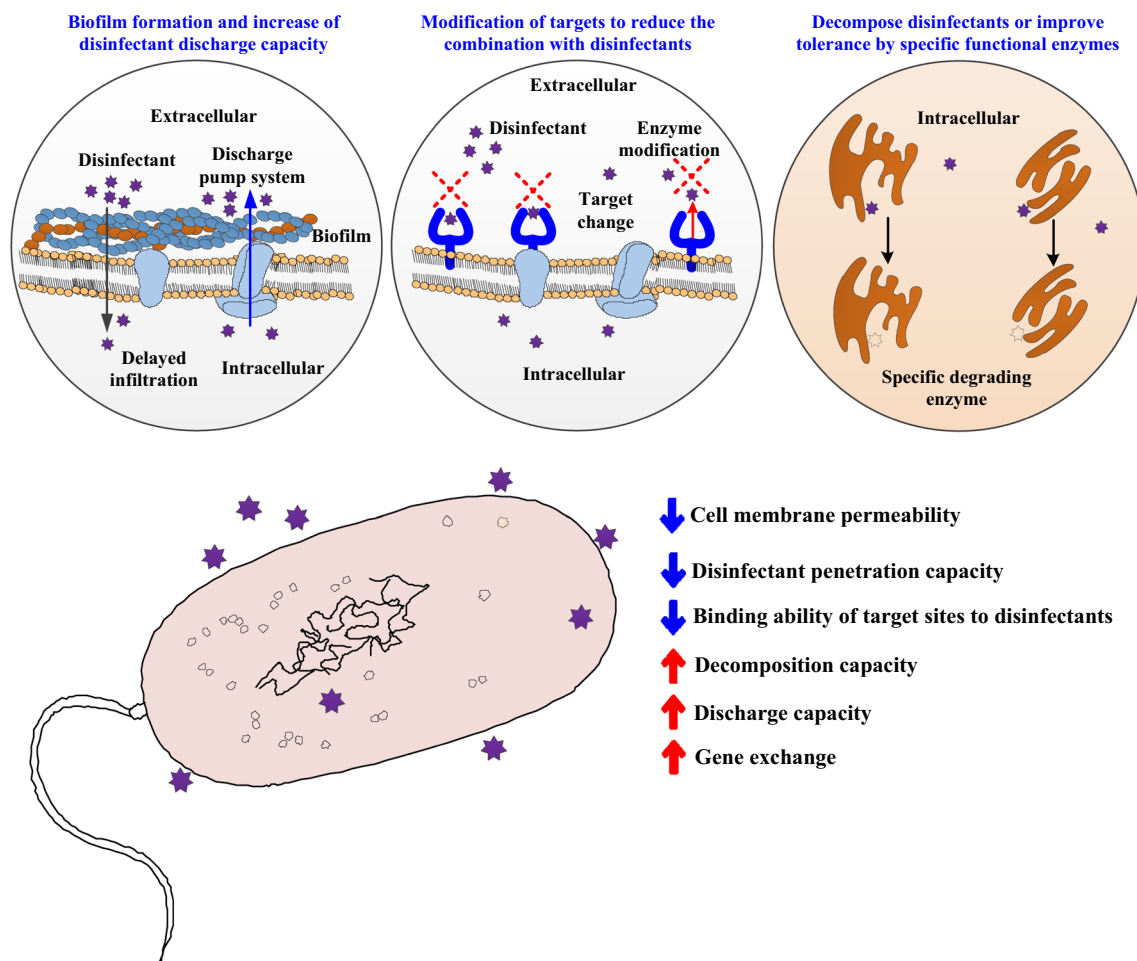 Biofilm formation and increase of
disinfectant discharge capacity
Modification of targets to reduce the
combination with disinfectants
Decompose disinfectants or improve
tolerance by specific functional enzymes
Extracellular
Disinfectant
Discharge
pump system
Biofilm
Delayed
infiltration
Intracellular
Extracellular
Disinfectant
Enzyme
modification
Target
change
Intracellular
Intracellular
Specific degrading
enzyme
Cell membrane permeability
Disinfectant penetration capacity
Binding ability of target sites to disinfectants
Decomposition capacity
Discharge capacity
Gene exchange